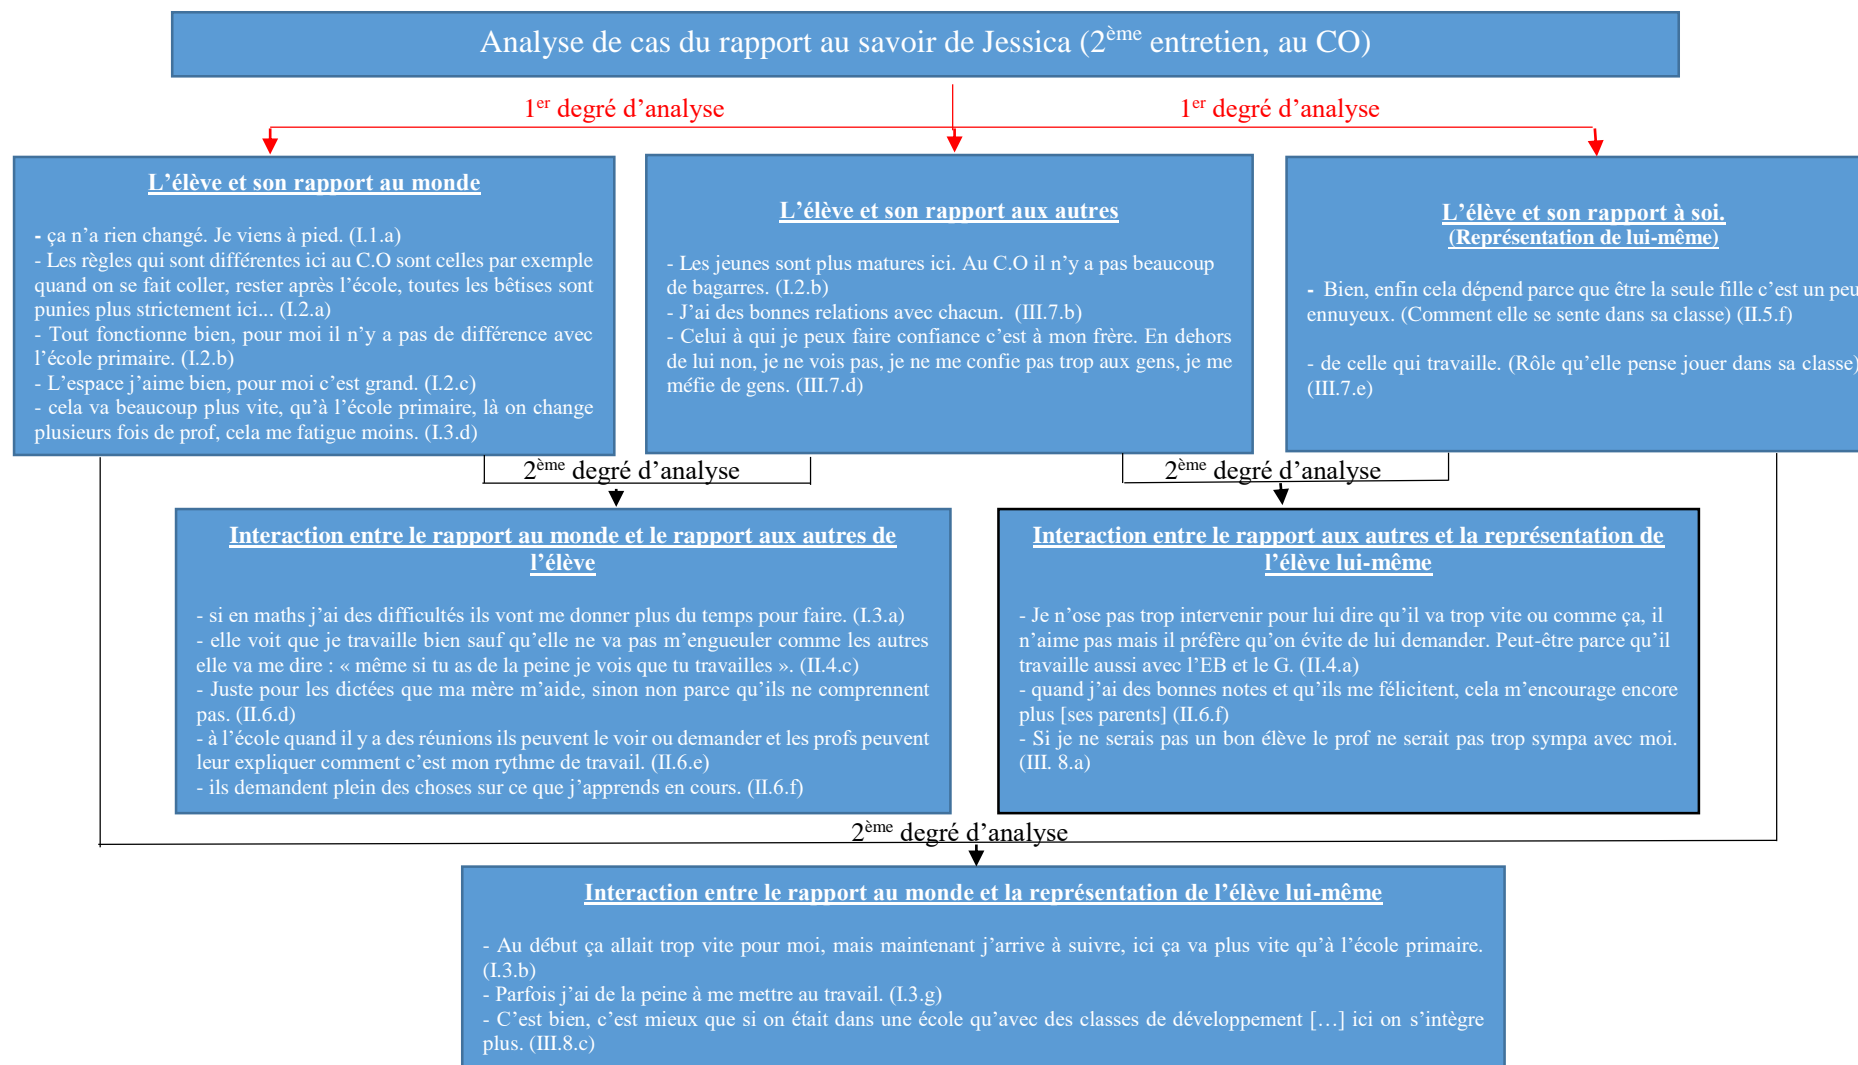 Analyse de cas du rapport au savoir de Jessica (2ème entretien, au CO)
1er degré d'analyse
1er degré d'analyse
L'élève et son rapport au monde
- ça n'a rien changé. Je viens à pied. (I.1.a)
- Les règles qui sont différentes ici au C.O sont celles par exemple
quand on se fait coller, rester après l'école, toutes les bêtises sont
punies plus strictement ici... (I.2.a)
- Tout fonctionne bien, pour moi il n'y a pas de différence avec
l'école primaire. (I.2.b)
- L'espace j'aime bien, pour moi c'est grand. (I.2.c)
- cela va beaucoup plus vite, qu'à l'école primaire, là on change
plusieurs fois de prof, cela me fatigue moins. (I.3.d)
L'élève et son rapport aux autres
- Les jeunes sont plus matures ici. Au C.O il n'y a pas beaucoup
de bagarres. (I.2.b)
- J'ai des bonnes relations avec chacun. (III.7.b)
- Celui à qui je peux faire confiance c'est à mon frère. En dehors
de lui non, je ne vois pas, je ne me confie pas trop aux gens, je me
méfie de gens. (III.7.d)
L'élève et son rapport à soi.
(Représentation de lui-même)
- Bien, enfin cela dépend parce que être la seule fille c'est un peu
ennuyeux. (Comment elle se sente dans sa classe) (II.5.f)
- de celle qui travaille. (Rôle qu'elle pense jouer dans sa classe)
(III.7.e)
2ème degré d'analyse
2ème degré d'analyse
Interaction entre le rapport au monde et le rapport aux autres de
l'élève
- si en maths j'ai des difficultés ils vont me donner plus du temps pour faire. (I.3.a)
- elle voit que je travaille bien sauf qu'elle ne va pas m'engueuler comme les autres
elle va me dire : « même si tu as de la peine je vois que tu travailles ». (II.4.c)
- Juste pour les dictées que ma mère m'aide, sinon non parce qu'ils ne comprennent
pas. (II.6.d)
- à l'école quand il y a des réunions ils peuvent le voir ou demander et les profs peuvent
leur expliquer comment c'est mon rythme de travail. (II.6.e)
- ils demandent plein des choses sur ce que j'apprends en cours. (II.6.f)
Interaction entre le rapport aux autres et la représentation de
l'élève lui-même
- Je n'ose pas trop intervenir pour lui dire qu'il va trop vite ou comme ça, il
n'aime pas mais il préfère qu'on évite de lui demander. Peut-être parce qu'il
travaille aussi avec l'EB et le G. (II.4.a)
- quand j'ai des bonnes notes et qu'ils me félicitent, cela m'encourage encore
plus [ses parents] (II.6.f)
- Si je ne serais pas un bon élève le prof ne serait pas trop sympa avec moi.
(III. 8.a)
2ème degré d'analyse
Interaction entre le rapport au monde et la représentation de l'élève lui-même
- Au début ça allait trop vite pour moi, mais maintenant j'arrive à suivre, ici ça va plus vite qu'à l'école primaire.
(I.3.b)
- Parfois j'ai de la peine à me mettre au travail. (I.3.g)
- C'est bien, c'est mieux que si on était dans une école qu'avec des classes de développement […] ici on s'intègre
plus. (III.8.c)